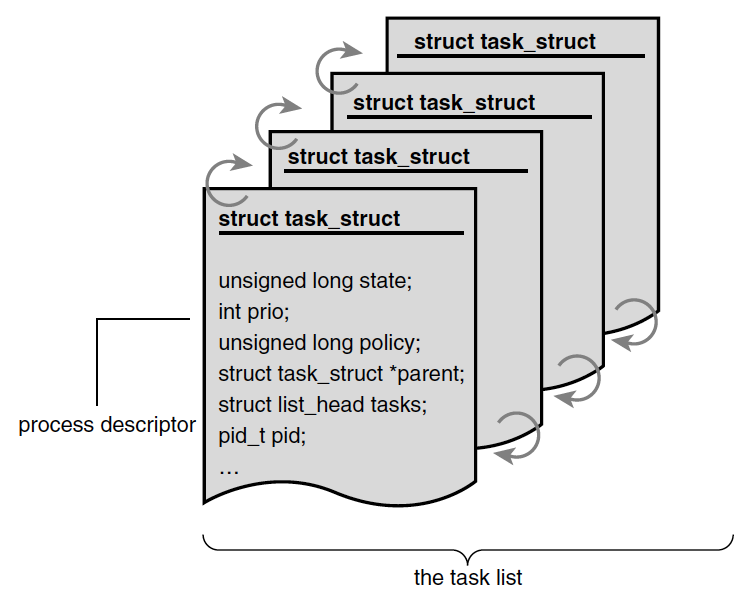 struct task_struct
struct task_struct
struct task_struct
struct task_struct
unsigned long state;
int prio;
unsigned long policy;
struct task_struct *parent;
struct list_head tasks;
pid_t pid;
...
process descriptor
the task list